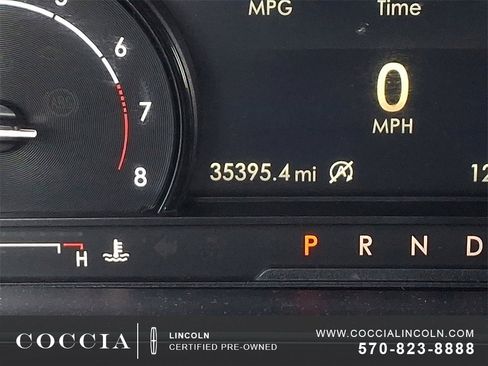 MPG Time
5
6
7
8
0
MPH
35395.4 mi A 12
H P R N D
COCCIA LINCOLN
CERTIFIED PRE-OWNED
WWW.COCCIALINCOLN.COM
570-823-8888